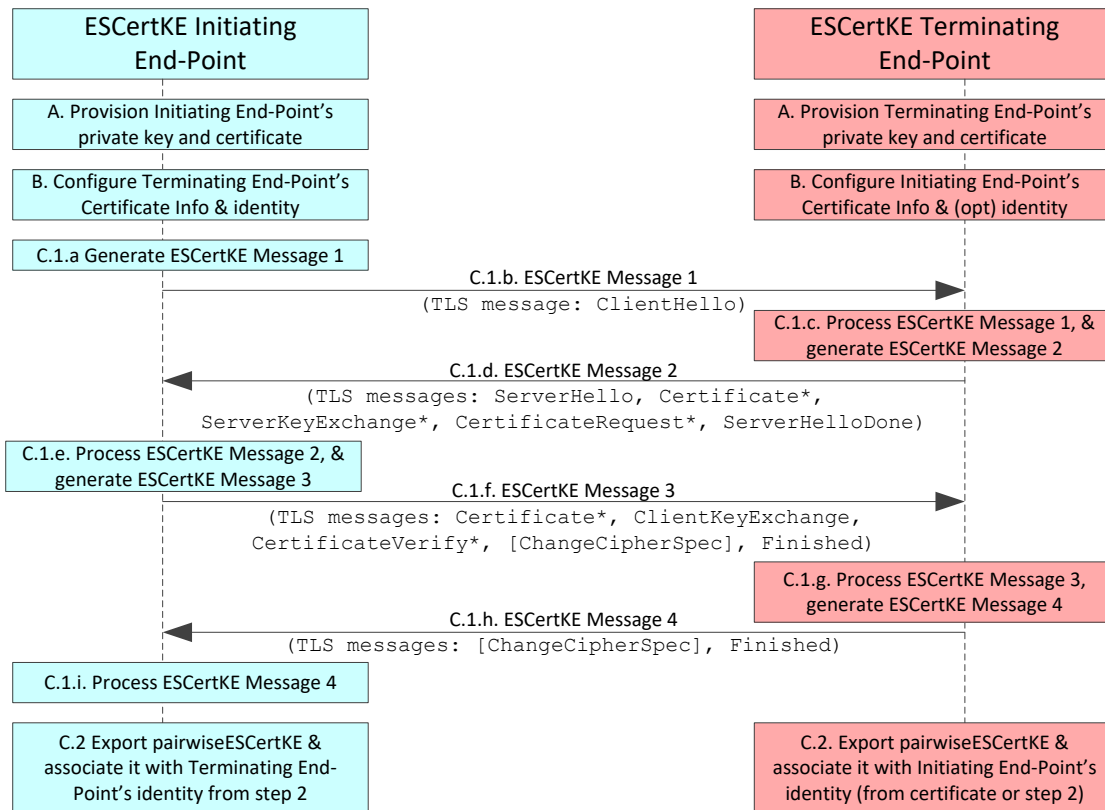 ESCertKE Initiating
End-Point
ESCertKE Terminating
End-Point
A. Provision Initiating End-Point’s
private key and certificate
A. Provision Terminating End-Point’s
private key and certificate
B. Configure Terminating End-Point’s
Certificate Info & identity
B. Configure Initiating End-Point’s
Certificate Info & (opt) identity
C.1.a Generate ESCertKE Message 1
C.1.b. ESCertKE Message 1
(TLS message: ClientHello)
C.1.c. Process ESCertKE Message 1, &
generate ESCertKE Message 2
C.1.d. ESCertKE Message 2
(TLS messages: ServerHello, Certificate*,
ServerKeyExchange*, CertificateRequest*, ServerHelloDone)
C.1.e. Process ESCertKE Message 2, &
generate ESCertKE Message 3
C.1.f. ESCertKE Message 3
(TLS messages: Certificate*, ClientKeyExchange,
CertificateVerify*, [ChangeCipherSpec], Finished)
C.1.g. Process ESCertKE Message 3,
generate ESCertKE Message 4
C.1.h. ESCertKE Message 4
(TLS messages: [ChangeCipherSpec], Finished)
C.1.i. Process ESCertKE Message 4
C.2 Export pairwiseESCertKE &
associate it with Terminating End-
Point’s identity from step 2
C.2. Export pairwiseESCertKE &
associate it with Initiating End-Point’s
identity (from certificate or step 2)